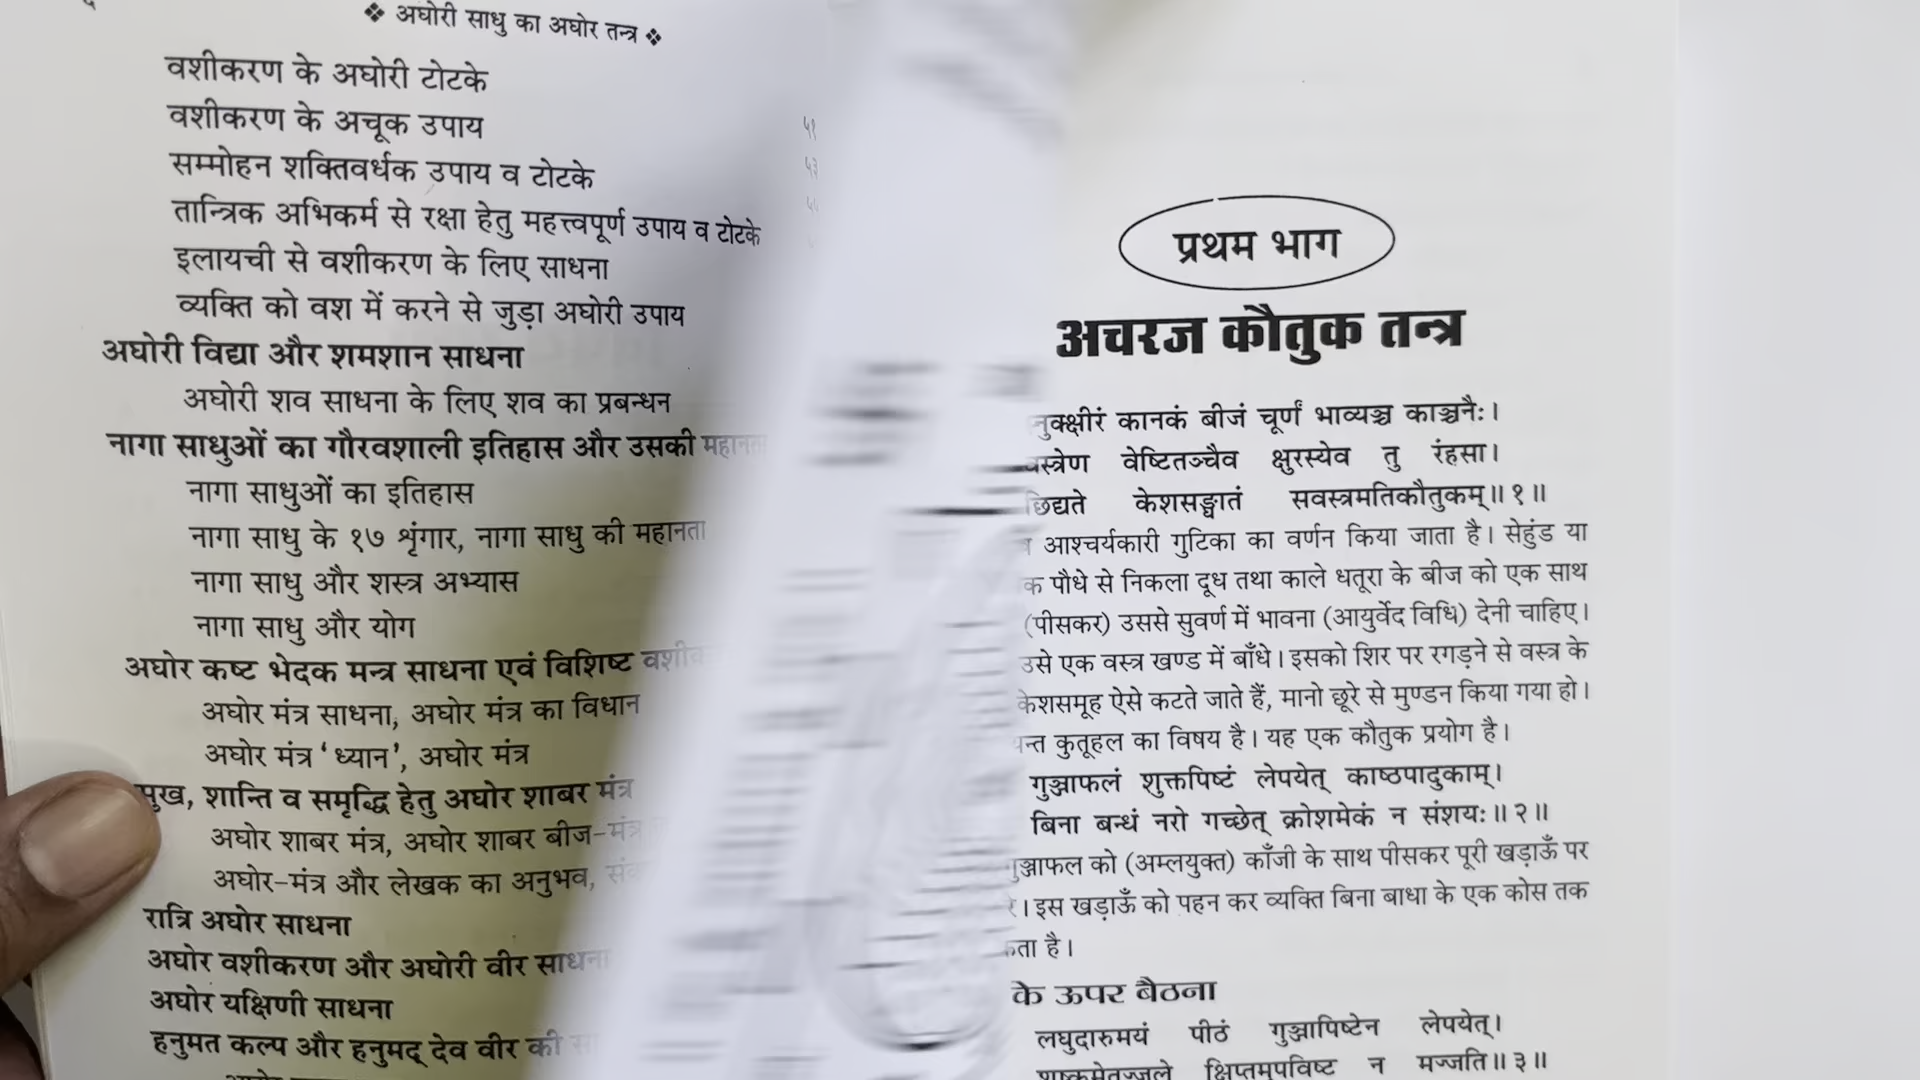 ❖ अघोरी साधु का अघोर तन्त्र ❖
वशीकरण के अघोरी टोटके
वशीकरण के अचूक उपाय
५१
सम्मोहन शक्तिवर्धक उपाय व टोटके
५३
तान्त्रिक अभिकर्म से रक्षा हेतु महत्त्वपूर्ण उपाय व टोटके
इलायची से वशीकरण के लिए साधना
व्यक्ति को वश में करने से जुड़ा अघोरी उपाय
अघोरी विद्या और शमशान साधना
अघोरी शव साधना के लिए शव का प्रबन्धन
नागा साधुओं का गौरवशाली इतिहास और उसकी महानता
नागा साधुओं का इतिहास
नागा साधु के १७ शृंगार, नागा साधु की महानता
नागा साधु और शस्त्र अभ्यास
नागा साधु और योग
अघोर कष्ट भेदक मन्त्र साधना एवं विशिष्ट
अघोर मंत्र साधना, अघोर मंत्र का विधान
अघोर मंत्र ‘ध्यान’, अघोर मंत्र
सुख, शान्ति व समृद्धि हेतु अघोर शाबर मंत्र
अघोर शाबर मंत्र, अघोर शाबर बीज-मंत्र
अघोर-मंत्र और लेखक का अनुभव,
रात्रि अघोर साधना
अघोर वशीकरण और अघोरी वीर साधना
अघोर यक्षिणी साधना
हनुमत कल्प और हनुमद् देव वीर की
प्रथम भाग
अचरज कौतुक तन्त्र
कानकं बीजं चूर्णं भाव्यञ्च काञ्चनैः।
वस्त्रेण वेष्टितञ्चैव क्षुरस्येव तु रंहसा।
छिद्यते केशसङ्घातं सवस्त्रमतिकौतुकम्॥१॥
आश्चर्यकारी गुटिका का वर्णन किया जाता है। सेहुंड या
पौधे से निकला दूध तथा काले धतूरा के बीज को एक साथ
(पीसकर) उससे सुवर्ण में भावना (आयुर्वेद विधि) देनी चाहिए।
उसे एक वस्त्र खण्ड में बाँधे। इसको शिर पर रगड़ने से वस्त्र के
केशसमूह ऐसे कटते जाते हैं, मानो छूरे से मुण्डन किया गया हो।
कुतूहल का विषय है। यह एक कौतुक प्रयोग है।
गुञ्जाफलं शुक्तपिष्टं लेपयेत् काष्ठपादुकाम्।
बिना बन्धं नरो गच्छेत् क्रोशमेकं न संशयः॥२॥
गुञ्जाफल को (अम्लयुक्त) काँजी के साथ पीसकर पूरी खड़ाऊँ पर
। इस खड़ाऊँ को पहन कर व्यक्ति बिना बाधा के एक कोस तक
है।
के ऊपर बैठना
लघुदारुमयं पीठं गुञ्जापिष्टेन लेपयेत्।
क्षिप्तमुपविष्ट न मज्जति॥३॥